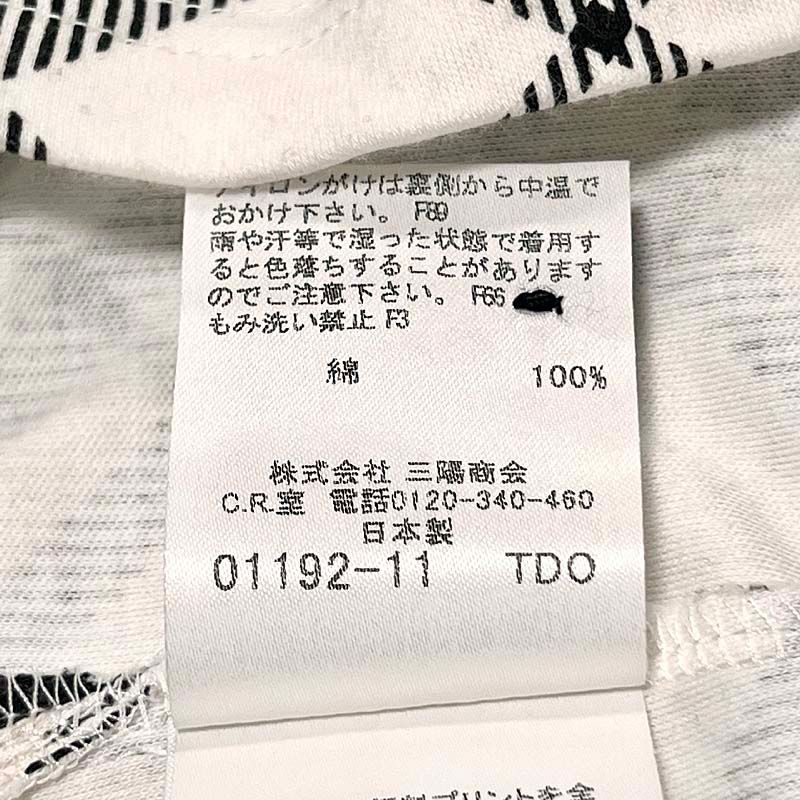 アイロンがけは裏側から中温で
おかけ下さい。 F89
雨や汗等で湿った状態で着用す
ると色落ちすることがあります
のでご注意下さい。 F66
もみ洗い禁止 F3
綿 100%
株式会社 三陽商会
C.R.室 電話0120-340-460
日本製
01192-11 TDO
プリント